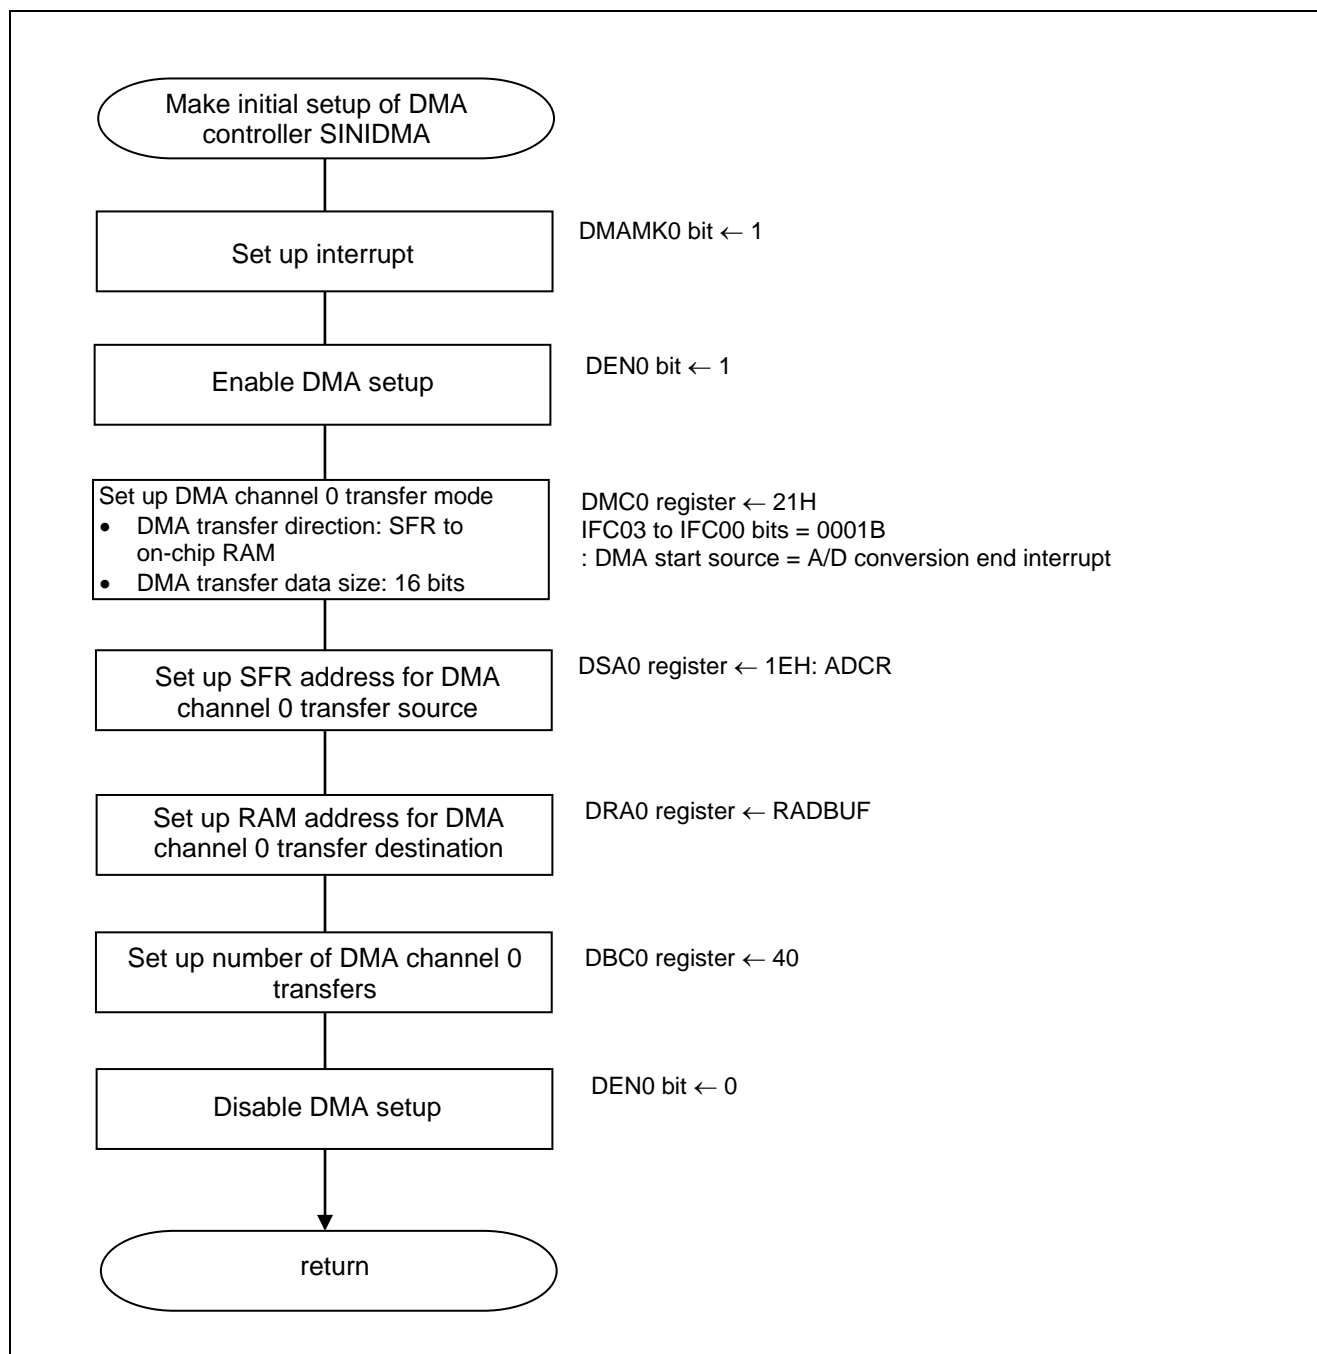 Make initial setup of DMA
controller SINIDMA
Set up interrupt
DMAMK0 bit ← 1
Enable DMA setup
DEN0 bit ← 1
Set up DMA channel 0 transfer mode
• DMA transfer direction: SFR to
on-chip RAM
• DMA transfer data size: 16 bits
DMC0 register ← 21H
IFC03 to IFC00 bits = 0001B
: DMA start source = A/D conversion end interrupt
Set up SFR address for DMA
channel 0 transfer source
DSA0 register ← 1EH: ADCR
Set up RAM address for DMA
channel 0 transfer destination
DRA0 register ← RADBUF
Set up number of DMA channel 0
transfers
DBC0 register ← 40
Disable DMA setup
DEN0 bit ← 0
return